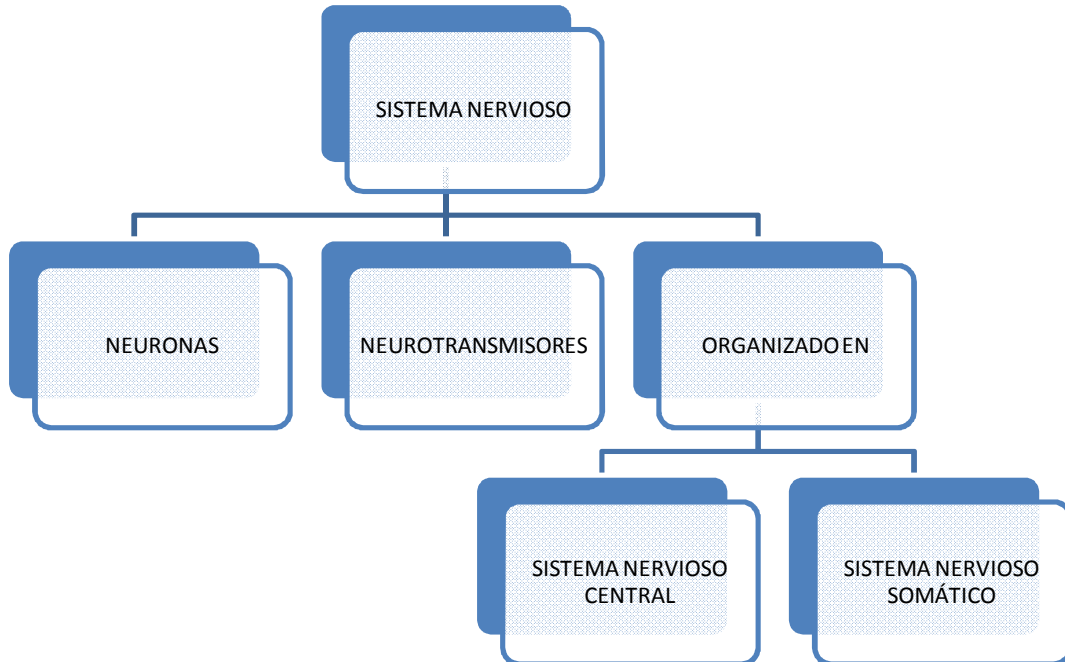 SISTEMA NERVIOSO
NEURONAS
NEUROTRANSMISORES
ORGANIZADO EN
SISTEMA NERVIOSO
CENTRAL
SISTEMA NERVIOSO
SOMÁTICO